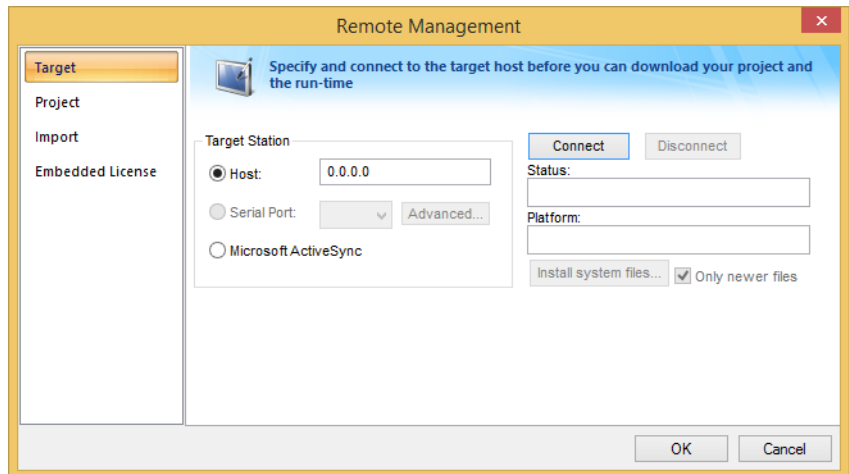 Remote Management
Target
Project
Import
Embedded License
Specify and connect to the target host before you can download your project and
the run-time
Target Station
Host:
0.0.0.0
Serial Port:
Advanced...
Microsoft ActiveSync
Connect
Disconnect
Status:
Platform:
Install system files...
Only newer files
OK
Cancel